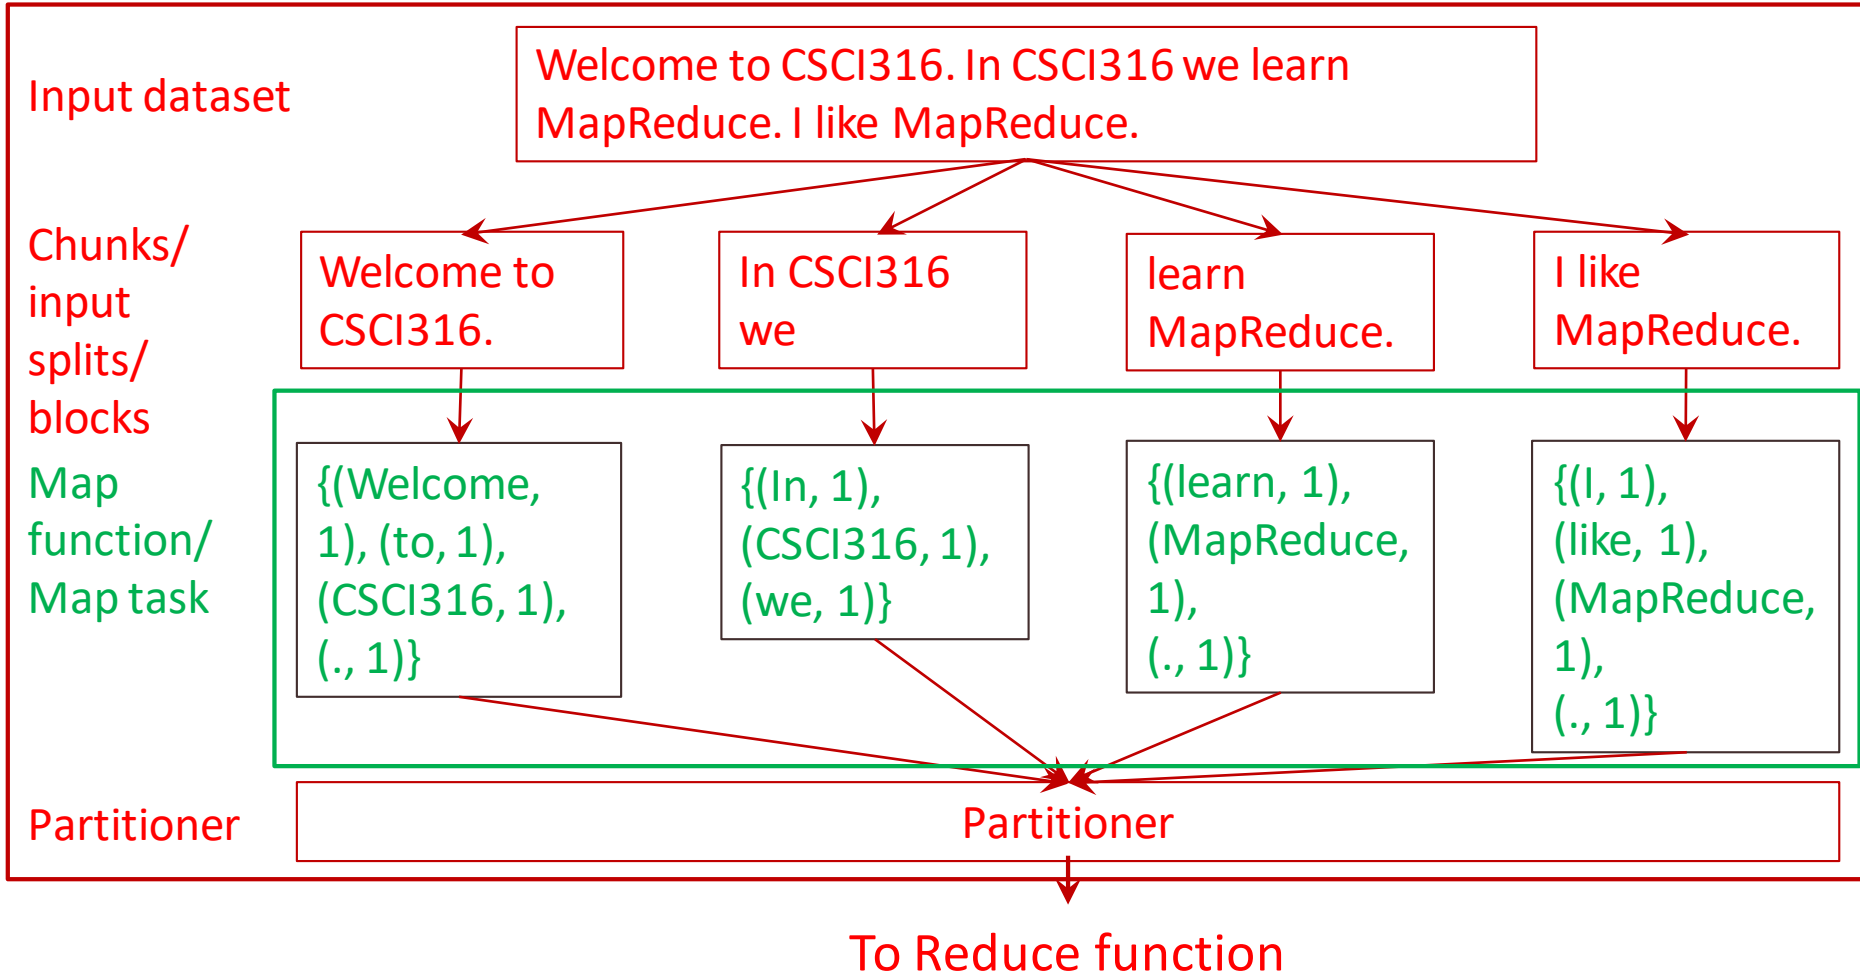 Input dataset
Welcome to CSCI316. In CSCI316 we learn
MapReduce. I like MapReduce.
Chunks/
input
splits/
blocks
Welcome to
CSCI316.
In CSCI316
we
learn
MapReduce.
I like
MapReduce.
Map
function/
Map task
{(Welcome,
1), (to, 1),
(CSCI316, 1),
(., 1)}
{(In, 1),
(CSCI316, 1),
(we, 1)}
{(learn, 1),
(MapReduce,
1),
(., 1)}
{(I, 1),
(like, 1),
(MapReduce,
1),
(., 1)}
Partitioner
Partitioner
To Reduce function